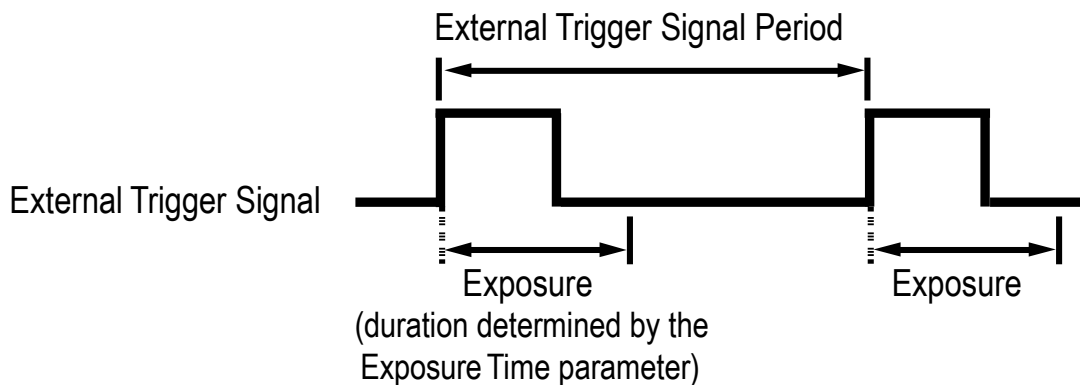 External Trigger Signal Period
External Trigger Signal
Exposure
(duration determined by the
Exposure Time parameter)
Exposure